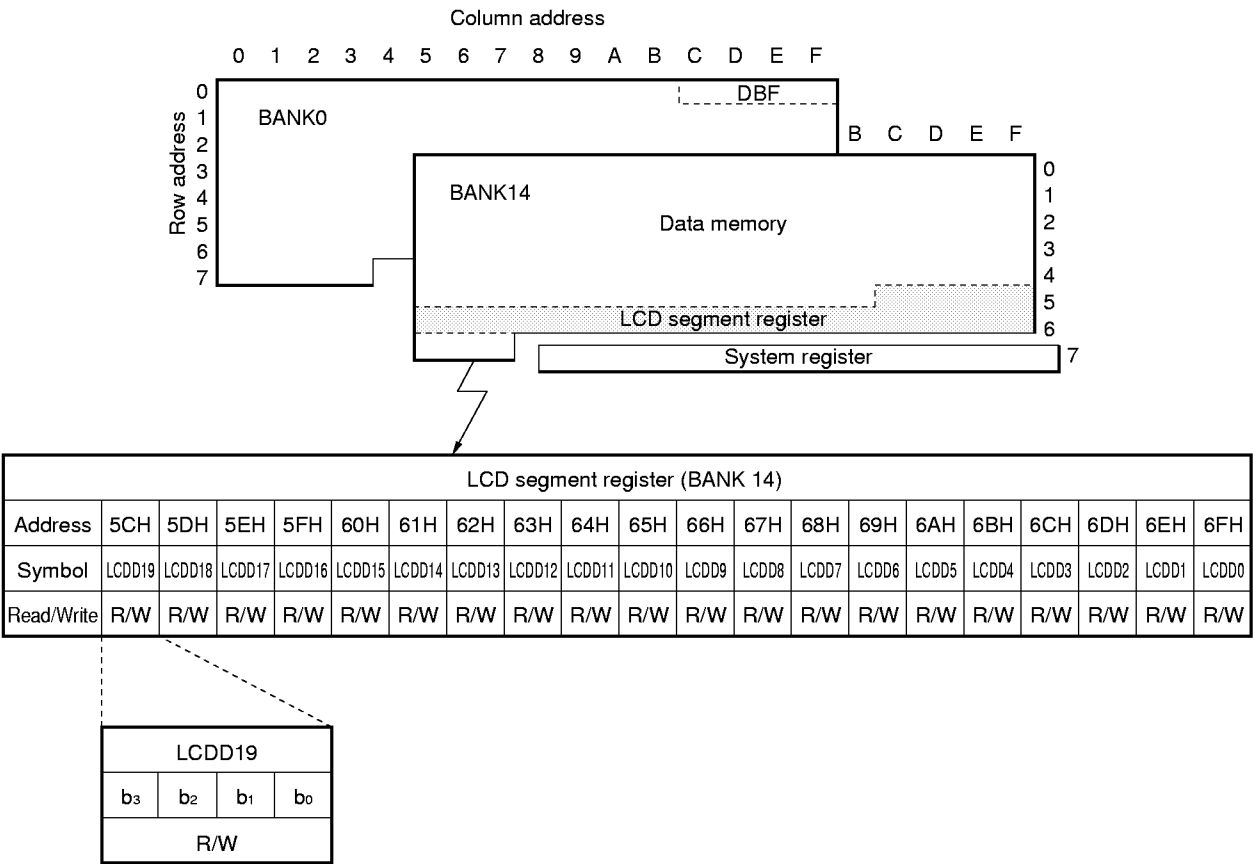 Column address
0 1 2 3 4 5 6 7 8 9 A B C D E F
Row address
0
1
2
3
4
5
6
7
BANK0
DBF
B C D E F
BANK14
Data memory
0
1
2
3
4
5
6
LCD segment register
System register 7
LCD segment register (BANK 14)
Address 5CH 5DH 5EH 5FH 60H 61H 62H 63H 64H 65H 66H 67H 68H 69H 6AH 6BH 6CH 6DH 6EH 6FH
Symbol LCDD19 LCDD18 LCDD17 LCDD16 LCDD15 LCDD14 LCDD13 LCDD12 LCDD11 LCDD10 LCDD9 LCDD8 LCDD7 LCDD6 LCDD5 LCDD4 LCDD3 LCDD2 LCDD1 LCDD0
Read/Write R/W R/W R/W R/W R/W R/W R/W R/W R/W R/W R/W R/W R/W R/W R/W R/W R/W R/W R/W R/W
LCDD19
b3 b2 b1 b0
R/W